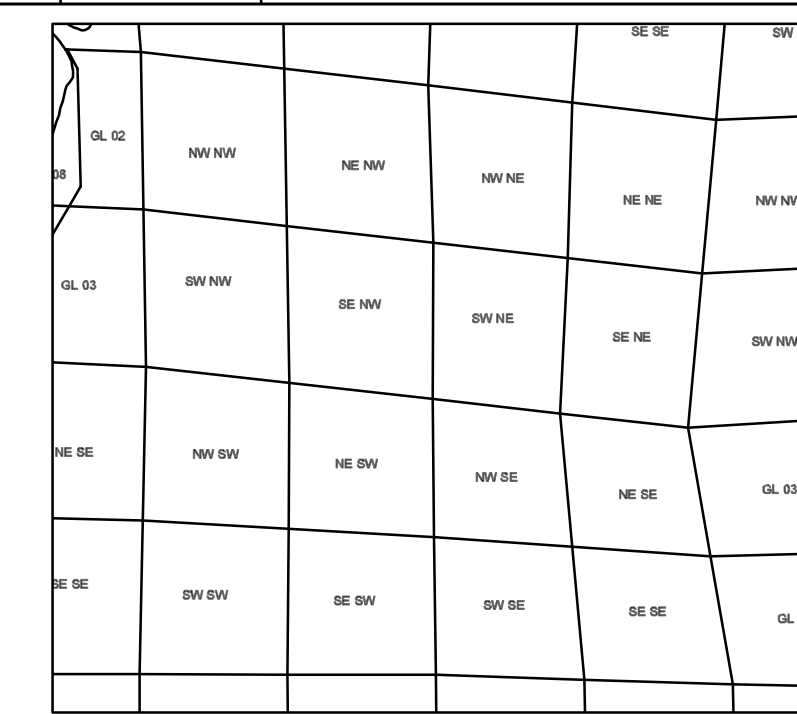 SE SE
SW
GL 02
NW NW
NE NW
NW NE
NE NE
NW NW
08
GL 03
SW NW
SE NW
SW NE
SE NE
SW NW
NE SE
NW SW
NE SW
NW SE
NE SE
GL 03
SE SE
SW SW
SE SW
SW SE
SE SE
GL